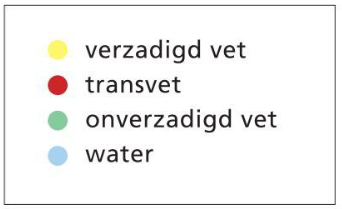 verzadigd vet
transvet
onverzadigd vet
water